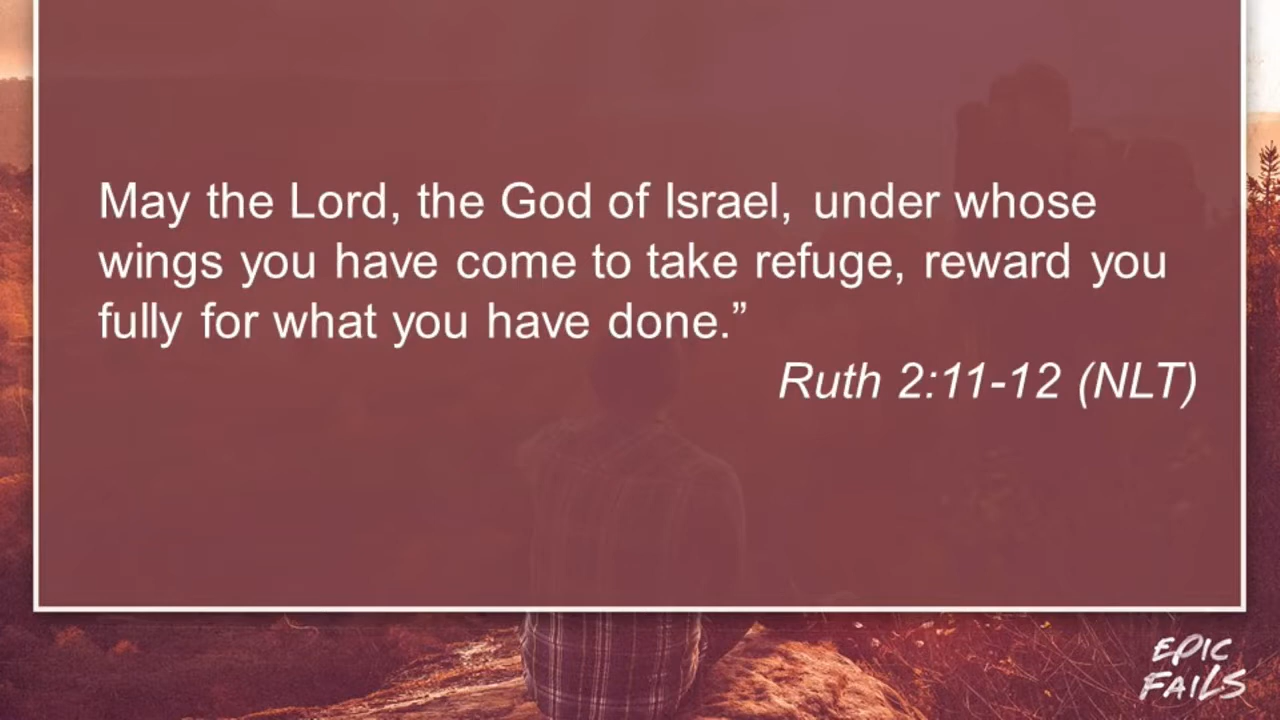 May the Lord, the God of Israel, under whose
wings you have come to take refuge, reward you
fully for what you have done.”
Ruth 2:11-12 (NLT)
EPIC
FAILS